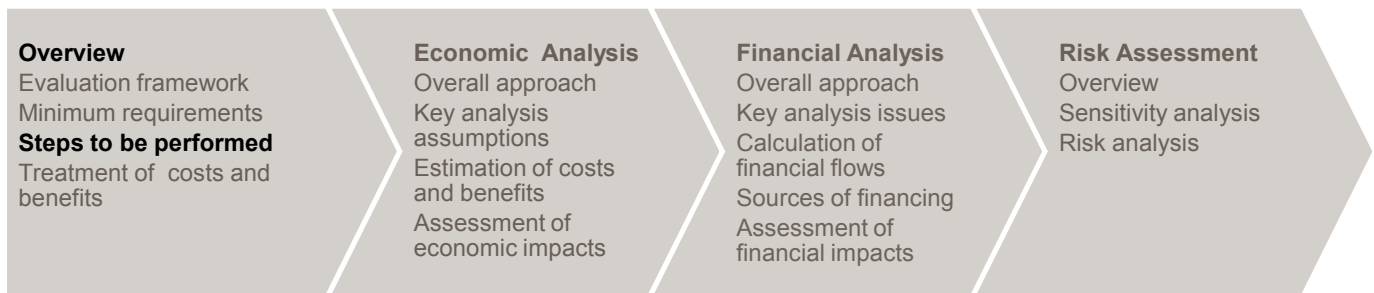 Overview
Evaluation framework
Minimum requirements
Steps to be performed
Treatment of costs and
benefits
Economic Analysis
Overall approach
Key analysis
assumptions
Estimation of costs
and benefits
Assessment of
economic impacts
Financial Analysis
Overall approach
Key analysis issues
Calculation of
financial flows
Sources of financing
Assessment of
financial impacts
Risk Assessment
Overview
Sensitivity analysis
Risk analysis